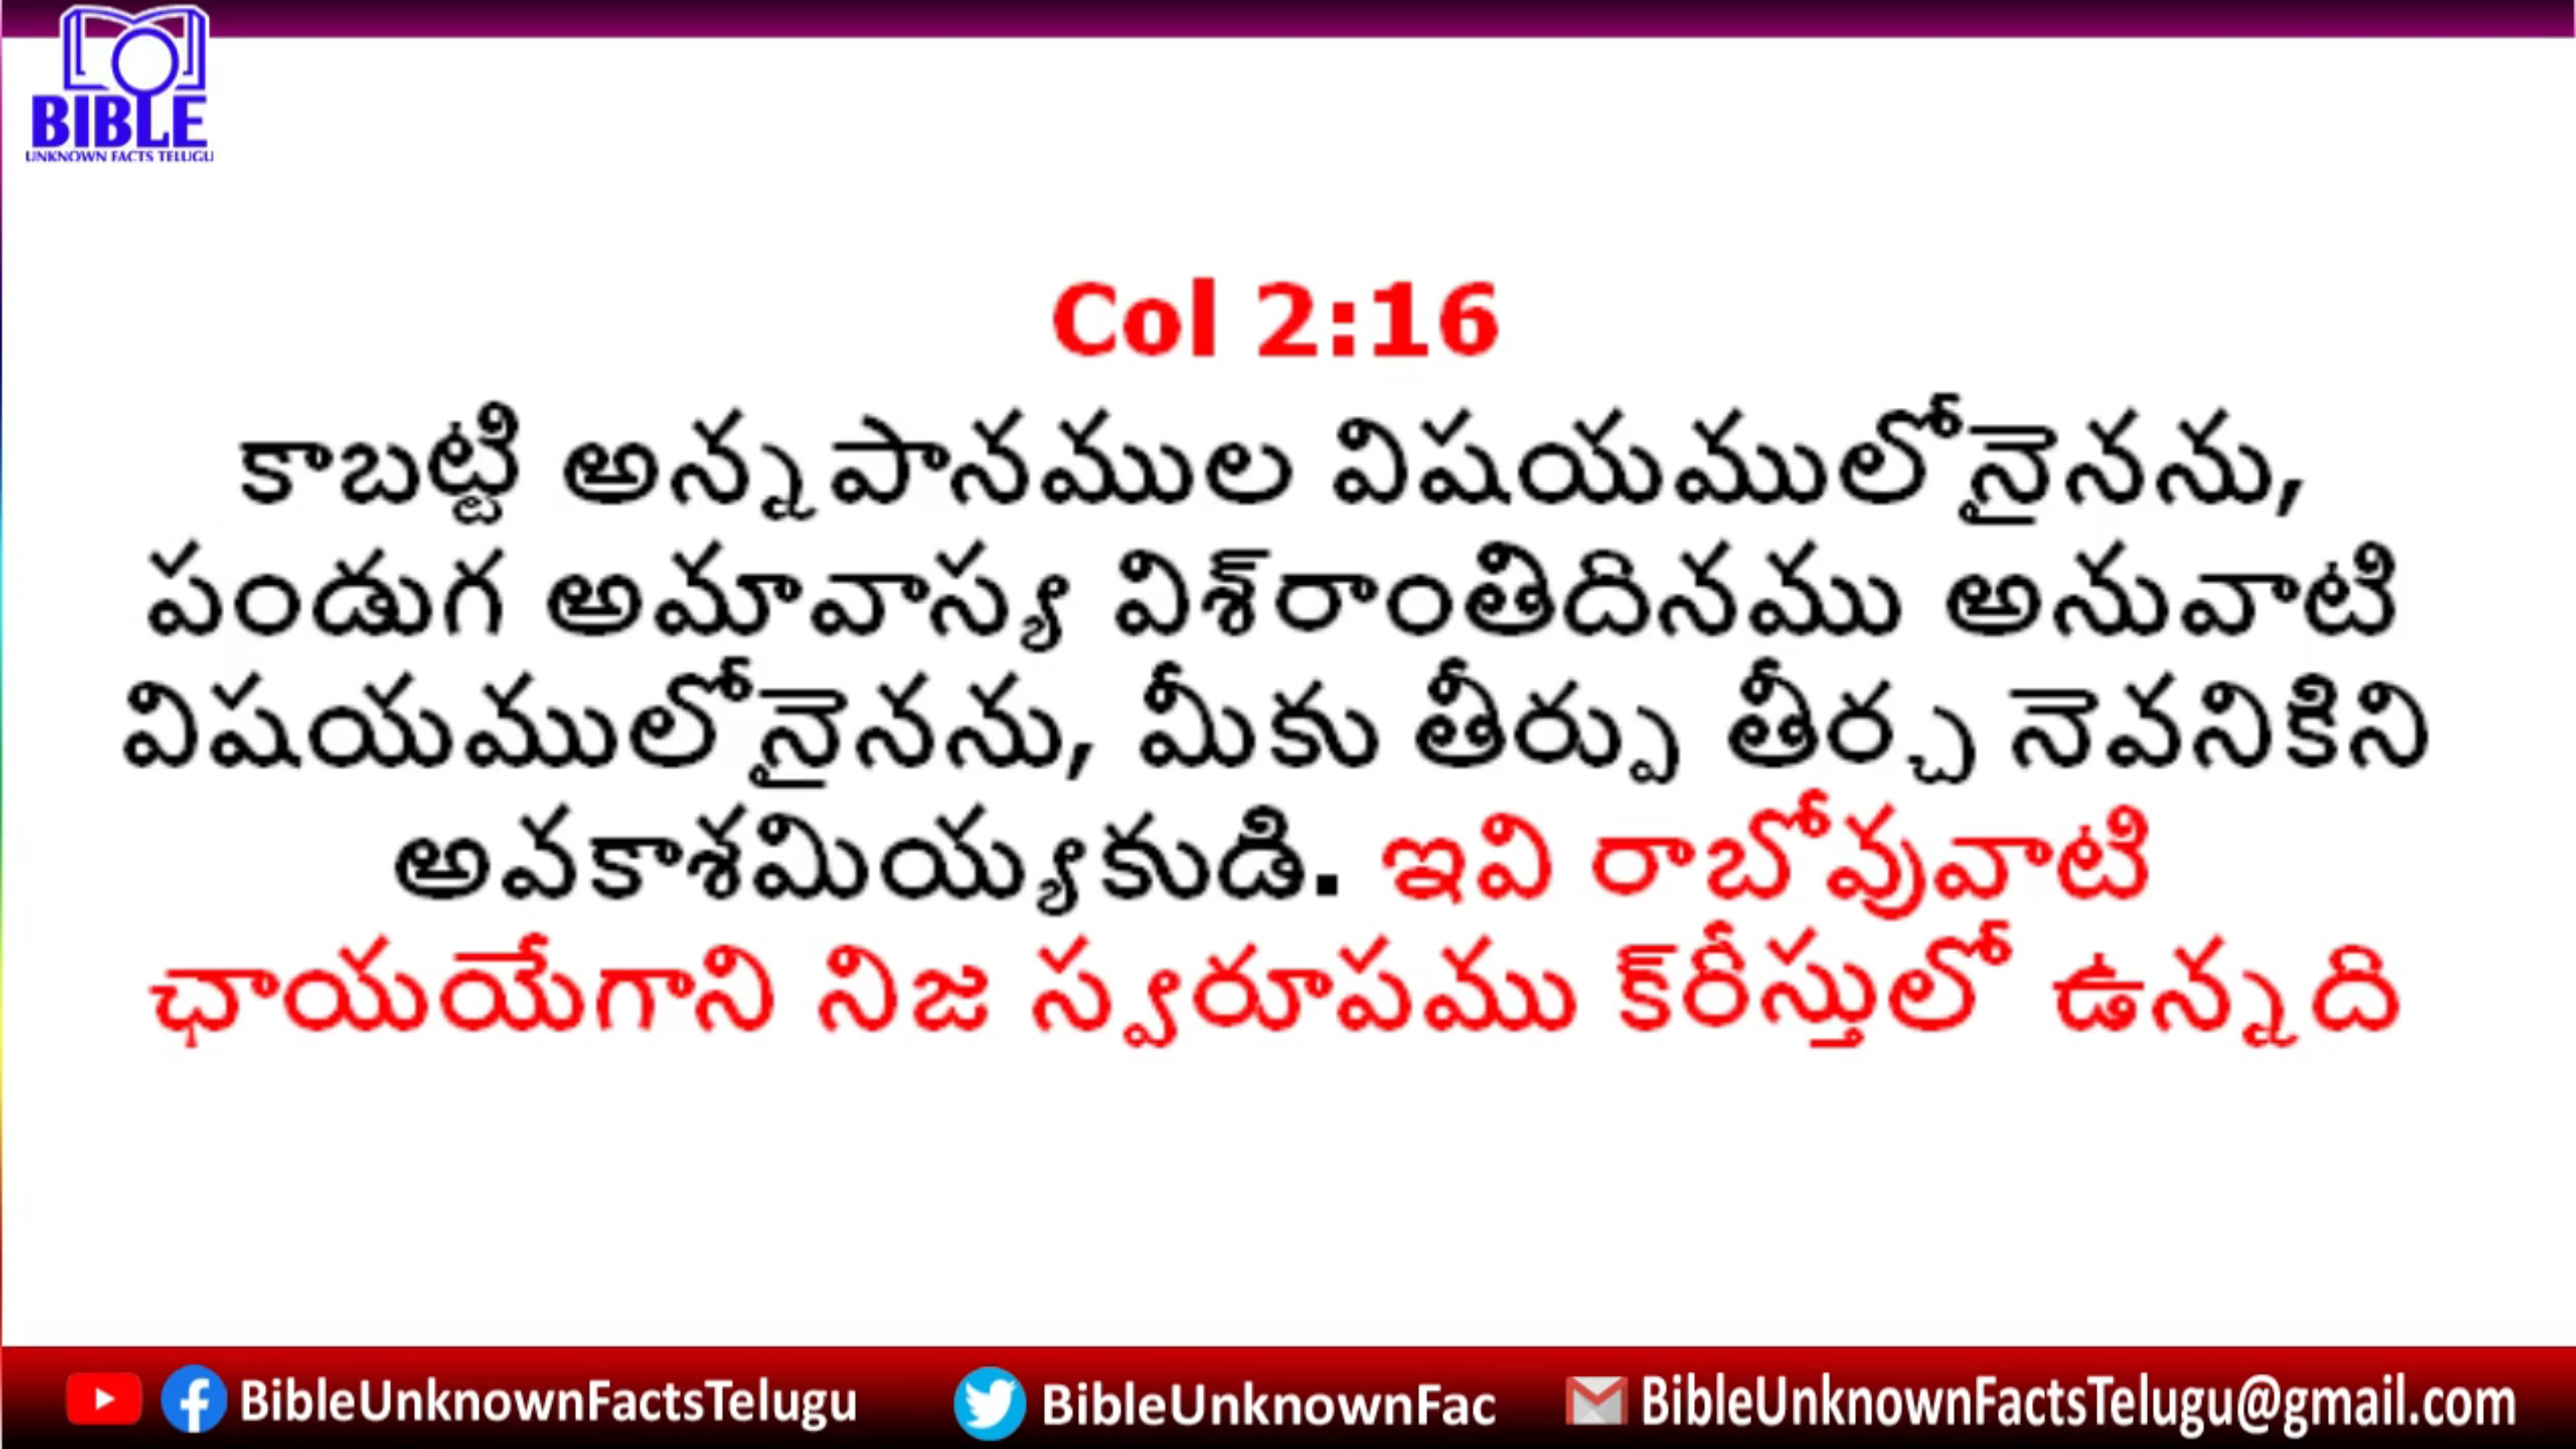 BIBLE
UNKNOWN FACTS TELUGU
Col 2:16
కాబట్టి అన్నపానముల విషయములోనైనను,
పండుగ అమావాస్య విశ్‌రాంతిదినము అనువాటి
విషయములోనైనను, మీకు తీర్పు తీర్చ నెవనికిని
అవకాశమియ్యకుడి. ఇవి రాబోవువాటి
ఛాయయేగాని నిజ స్వరూపము క్‌రీస్తులో ఉన్నది
BibleUnknownFactsTelugu BibleUnknownFac BibleUnknownFactsTelugu@gmail.com